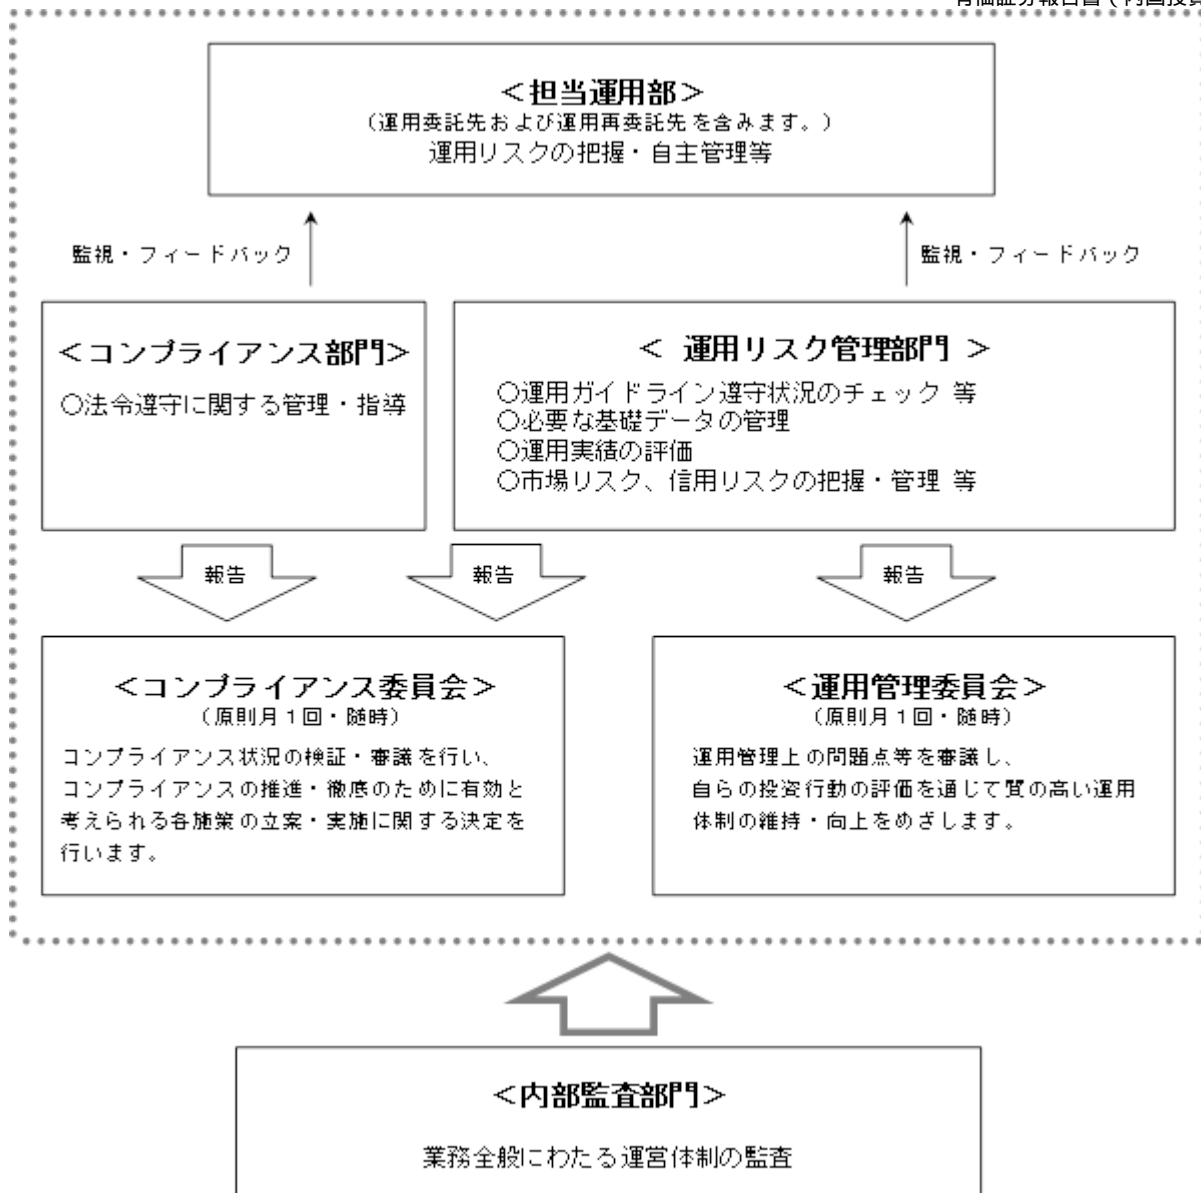 有価証券報告書（内国投資
＜担当運用部＞
（運用委託先および運用再委託先を含みます。）
運用リスクの把握・自主管理等
監視・フィードバック
監視・フィードバック
＜コンプライアンス部門＞
○法令遵守に関する管理・指導
＜ 運用リスク管理部門 ＞
○運用ガイドライン遵守状況のチェック 等
○必要な基礎データの管理
○運用実績の評価
○市場リスク、信用リスクの把握・管理 等
報告
報告
報告
＜コンプライアンス委員会＞
（原則月１回・随時）
コンプライアンス状況の検証・審議を行い、
コンプライアンスの推進・徹底のために有効と
考えられる各施策の立案・実施に関する決定を
行います。
＜運用管理委員会＞
（原則月１回・随時）
運用管理上の問題点等を審議し、
自らの投資行動の評価を通じて質の高い運用
体制の維持・向上をめざします。
＜内部監査部門＞
業務全般にわたる運営体制の監査